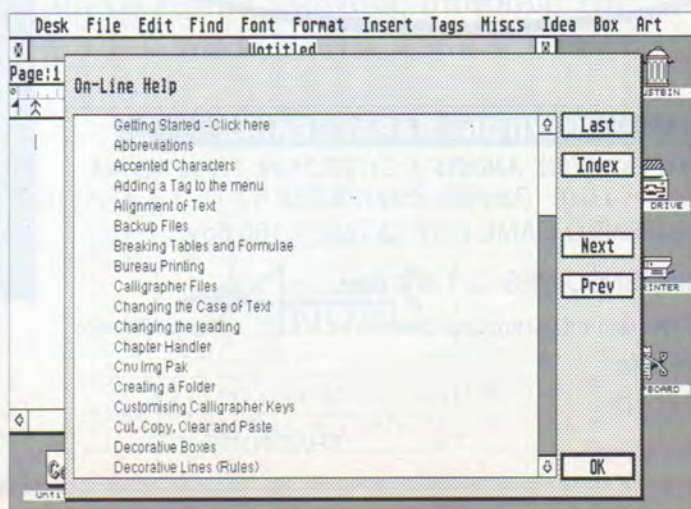 Desk File Edit Find Font Format Insert Tags Miscs Idea Box Art
Untitled
Page:1
On-Line Help
Getting Started - Click here
Abbreviations
Accented Characters
Adding a Tag to the menu
Alignment of Text
Backup Files
Breaking Tables and Formulae
Bureau Printing
Calligrapher Files
Changing the Case of Text
Changing the leading
Chapter Handler
Cnv Img Pak
Creating a Folder
Customising Calligrapher Keys
Cut, Copy, Clear and Paste
Decorative Boxes
Decorative Lines (Rules)
Last
Index
Next
Prev
OK
DRIVE